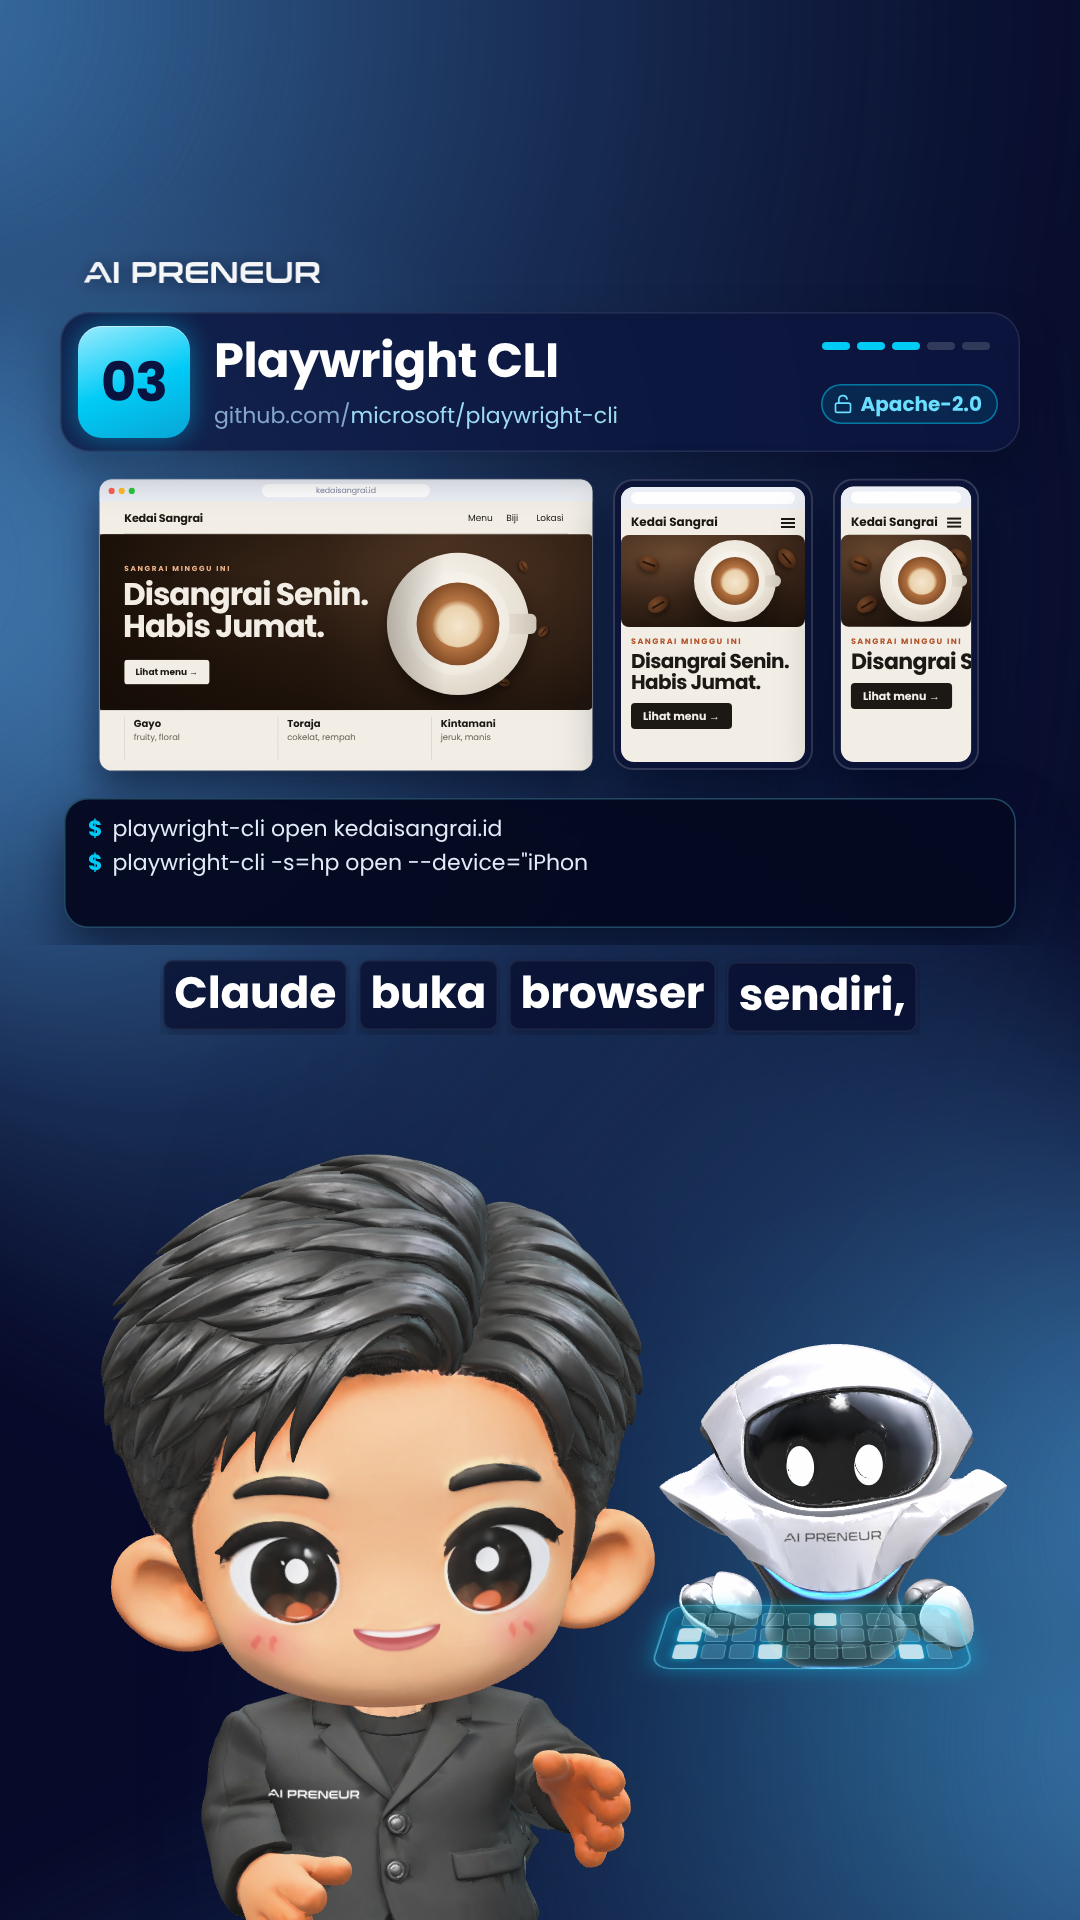 AI PRENEUR
03
Playwright CLI
github.com/microsoft/playwright-cli
Apache-2.0
kedaisangrai.id
Kedai Sangrai
Menu Biji Lokasi
SANGRAI MINGGU INI
Disangrai Senin.
Habis Jumat.
Lihat menu →
Gayo
fruity, floral
Toraja
cokelat, rempah
Kintamani
jeruk, manis
Kedai Sangrai
SANGRAI MINGGU INI
Disangrai Senin.
Habis Jumat.
Lihat menu →
Kedai Sangrai
SANGRAI MINGGU INI
Disangrai S
Lihat menu →
$ playwright-cli open kedaisangrai.id
$ playwright-cli -s=hp open --device="iPhon
Claude buka browser sendiri,
AI PRENEUR
AI PRENEUR